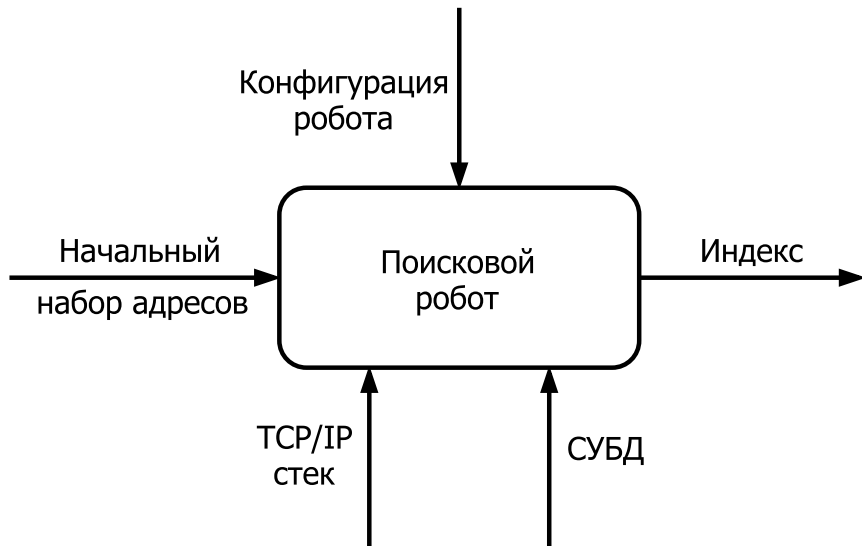 Конфигурация
робота
Начальный
набор адресов
Поисковой
робот
Индекс
TCP/IP
стек
СУБД